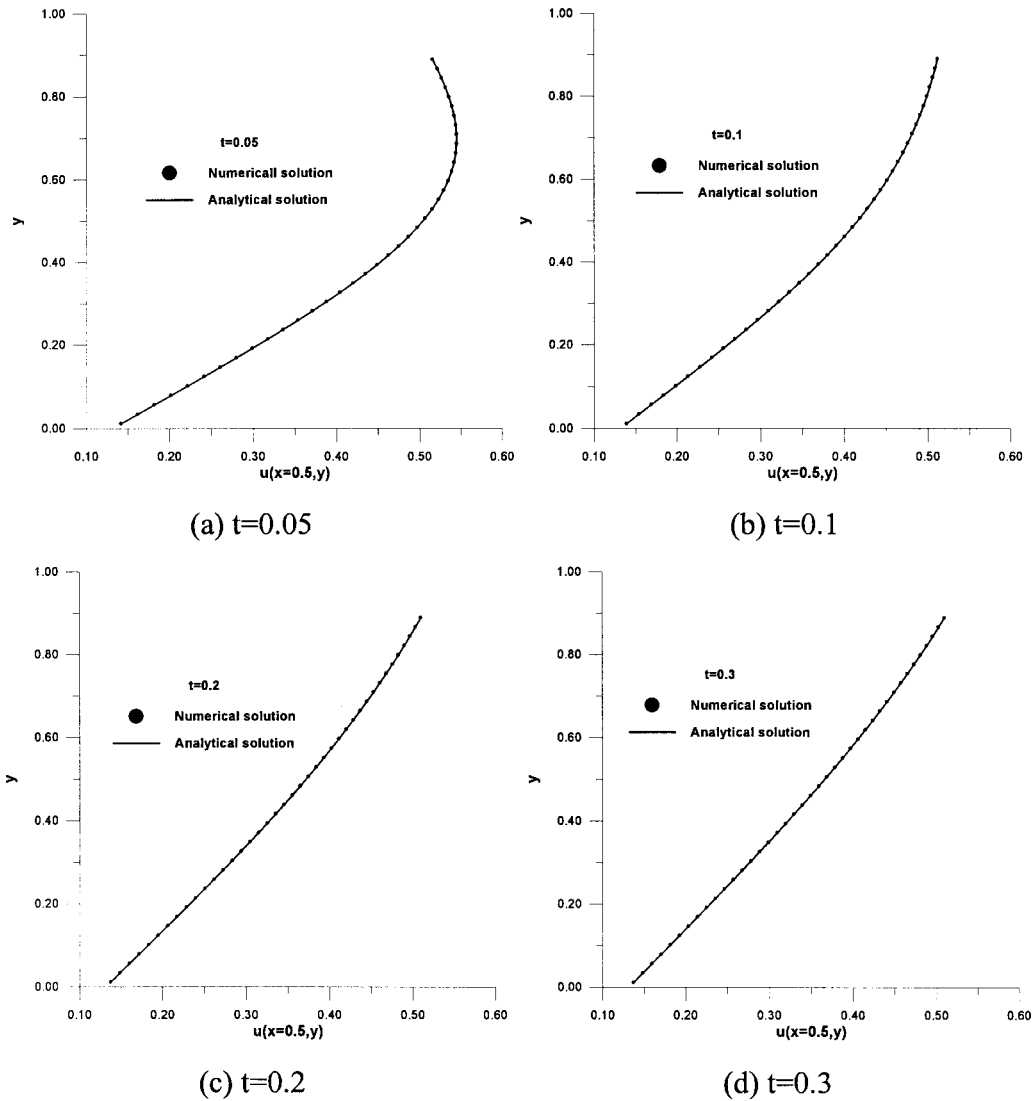 1.00
0.80
0.60
0.40
0.20
0.00
y
t=0.05
Numericall solution
Analytical solution
0.10 0.20 0.30 0.40 0.50 0.60
u(x=0.5,y)
(a) t=0.05
1.00
0.80
0.60
0.40
0.20
0.00
y
t=0.1
Numerical solution
Analytical solution
0.10 0.20 0.30 0.40 0.50 0.60
u(x=0.5,y)
(b) t=0.1
1.00
0.80
0.60
0.40
0.20
0.00
y
t=0.2
Numerical solution
Analytical solution
0.10 0.20 0.30 0.40 0.50 0.60
u(x=0.5,y)
(c) t=0.2
1.00
0.80
0.60
0.40
0.20
0.00
y
t=0.3
Numerical solution
Analytical solution
0.10 0.20 0.30 0.40 0.50 0.60
u(x=0.5,y)
(d) t=0.3